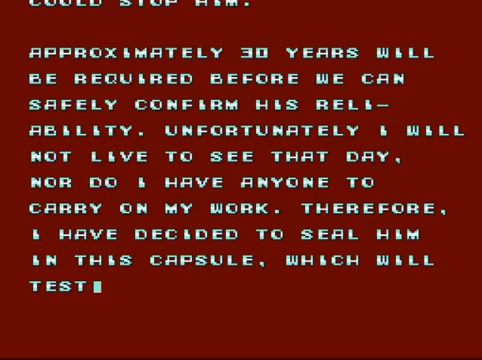 COULD STOP HIM.
APPROXIMATELY 30 YEARS WILL
BE REQUIRED BEFORE WE CAN
SAFELY CONFIRM HIS RELI-
ABILITY. UNFORTUNATELY I WILL
NOT LIVE TO SEE THAT DAY,
NOR DO I HAVE ANYONE TO
CARRY ON MY WORK. THEREFORE,
I HAVE DECIDED TO SEAL HIM
IN THIS CAPSULE, WHICH WILL
TEST